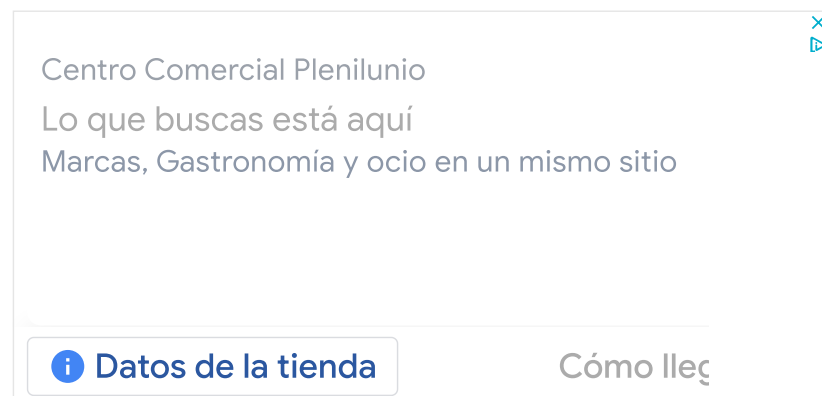 Centro Comercial Plenilunio
Lo que buscas está aquí
Marcas, Gastronomía y ocio en un mismo sitio
Datos de la tienda
Cómo